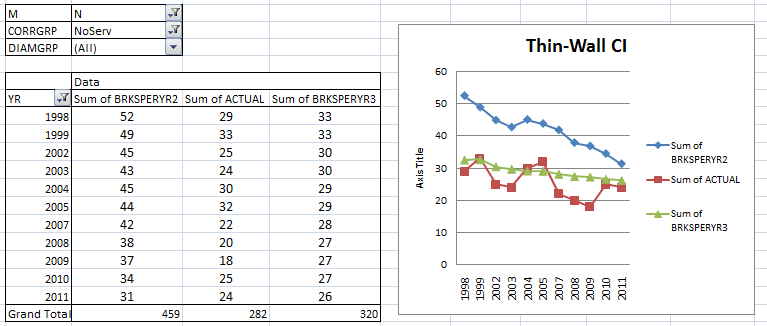 M N
CORRGRP NoServ
DIAMGRP (All)
Data
YR Sum of BRKSPERYR2 Sum of ACTUAL Sum of BRKSPERYR3
1998 52 29 33
1999 49 33 33
2002 45 25 30
2003 43 24 30
2004 45 30 29
2005 44 32 29
2007 42 22 28
2008 38 20 27
2009 37 18 27
2010 34 25 27
2011 31 24 26
Grand Total 459 282 320
Thin-Wall CI
Axis Title
60
50
40
30
20
10
0
1998 1999 2002 2003 2004 2005 2007 2008 2009 2010 2011
Sum of
BRKSPERYR2
Sum of ACTUAL
Sum of
BRKSPERYR3